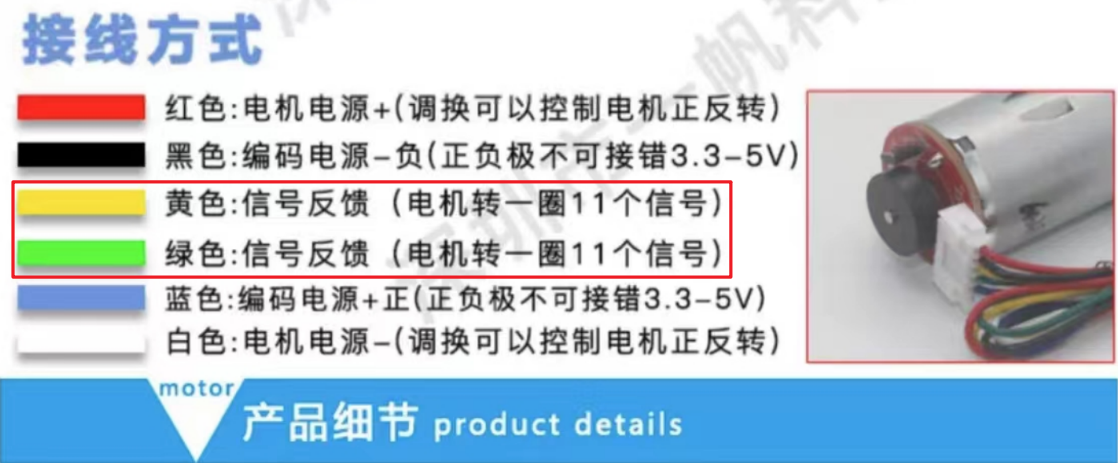 接线方式
红色:电机电源+(调换可以控制电机正反转)
黑色:编码电源-负(正负极不可接错3.3-5V)
黄色:信号反馈（电机转一圈11个信号)
绿色:信号反馈（电机转一圈11个信号)
蓝色:编码电源+正(正负极不可接错3.3-5V)
白色:电机电源-(调换可以控制电机正反转)
motor
产品细节 product details